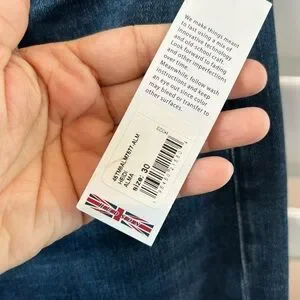 We make things meant
to last using a mix of
innovative technology
and old-school craft.
Look forward to fading
and other imperfections
over time.
Meanwhile, follow wash
instructions and keep
an eye out since color
may bleed or transfer to
other surfaces.
HEIDI
ALMA
size: 30